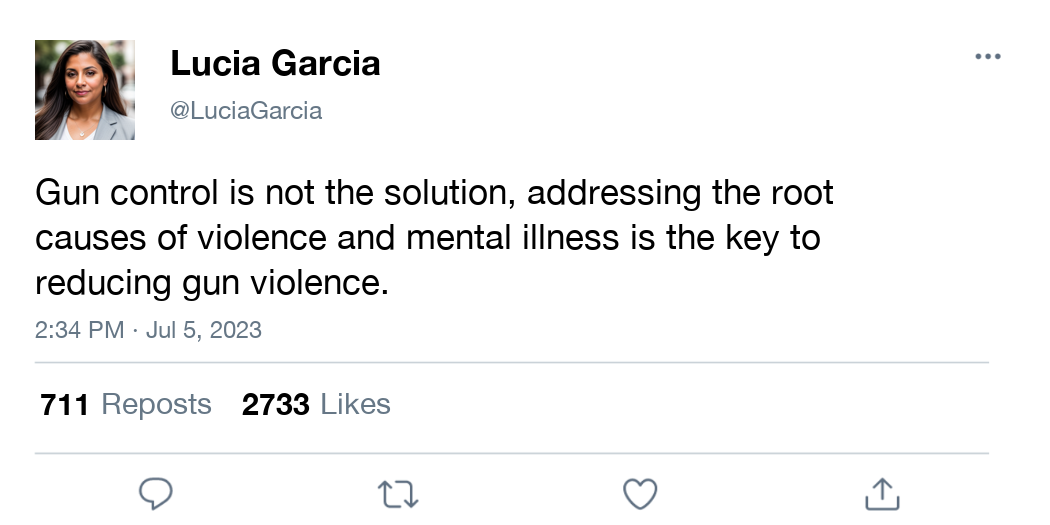 Lucia Garcia
@LuciaGarcia
Gun control is not the solution, addressing the root
causes of violence and mental illness is the key to
reducing gun violence.
2:34 PM · Jul 5, 2023
711 Reposts 2733 Likes